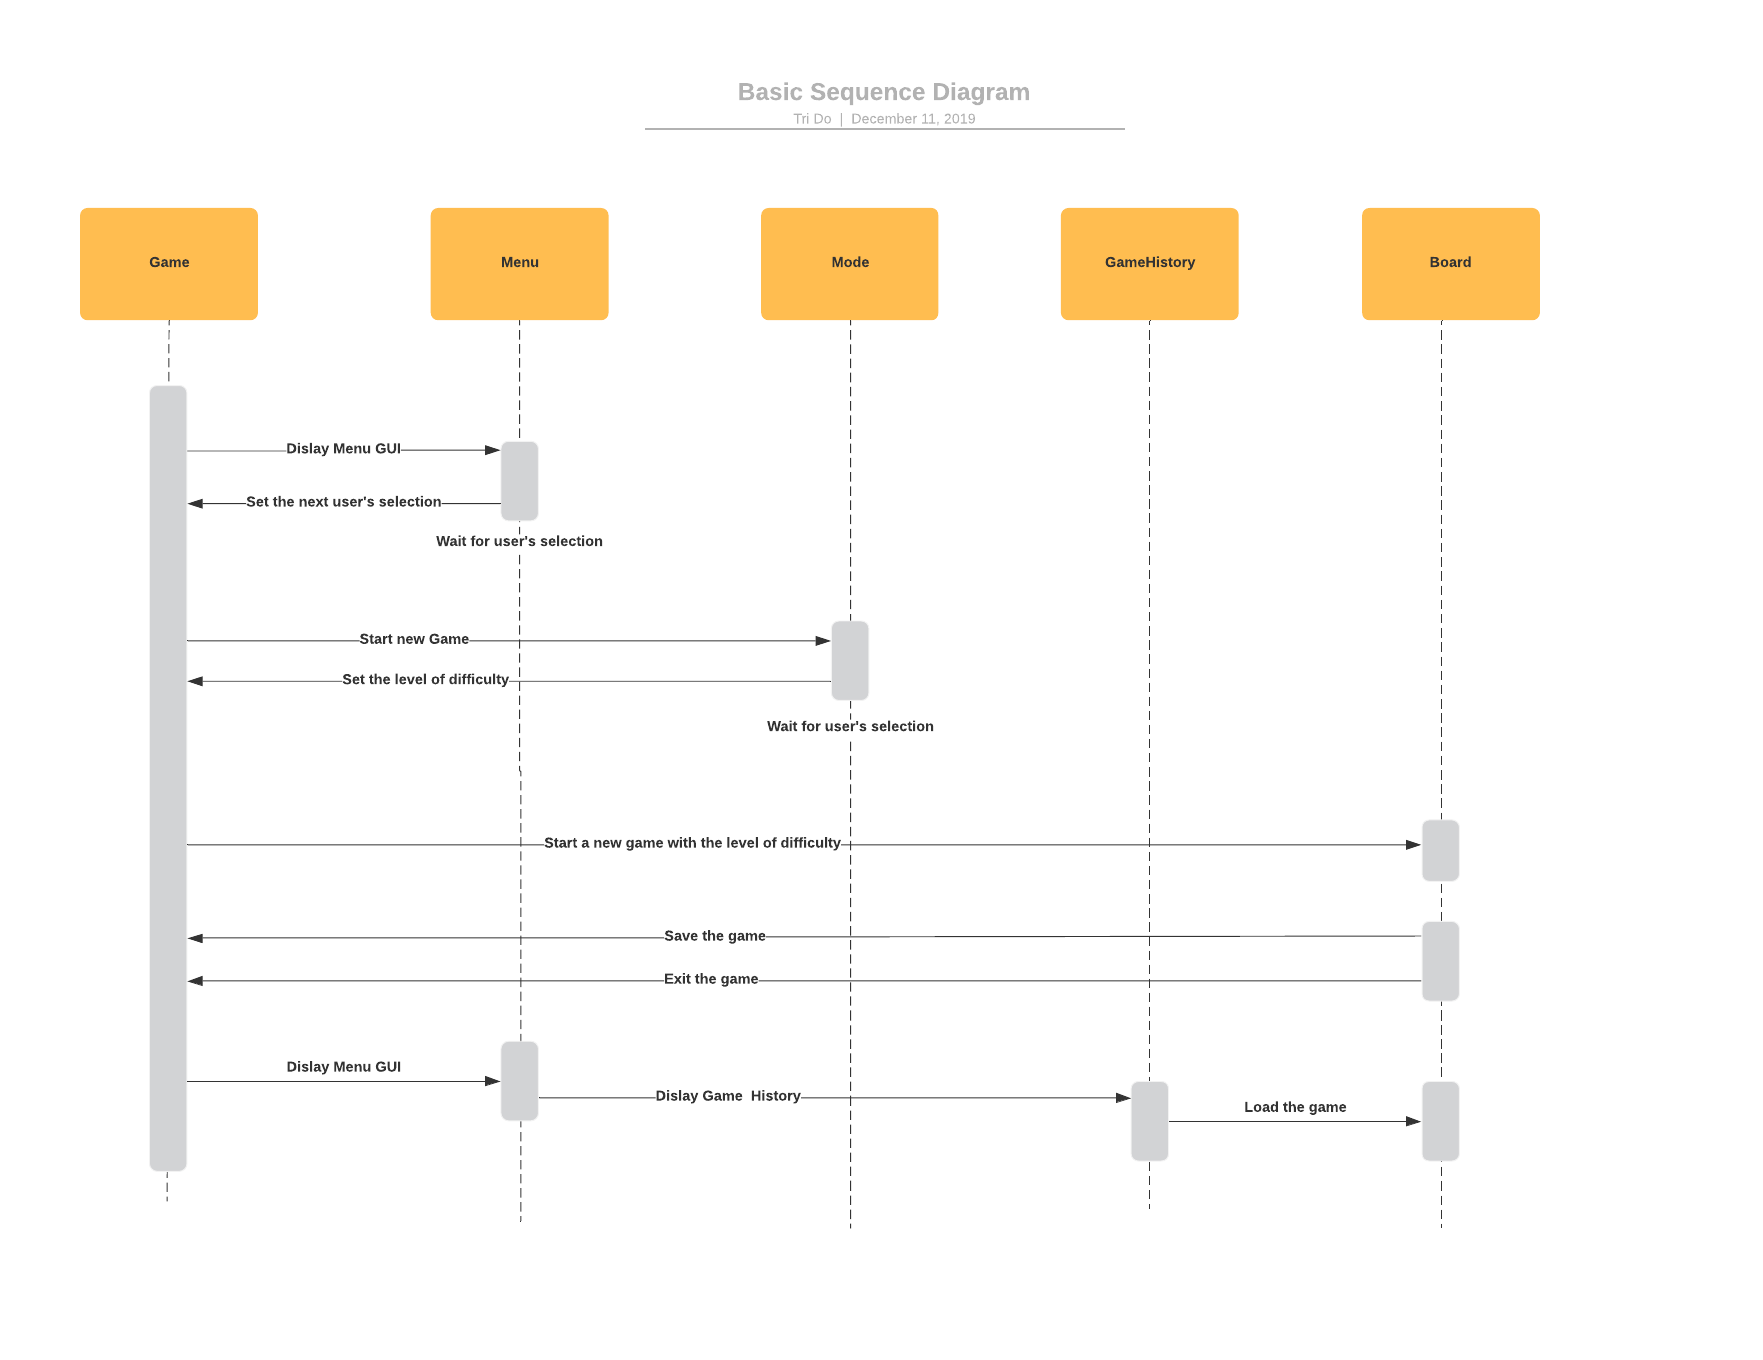 Basic Sequence Diagram
Tri Do | December 11, 2019
Game
Menu
Mode
GameHistory
Board
Dislay Menu GUI
Set the next user's selection
Wait for user's selection
Start new Game
Set the level of difficulty
Wait for user's selection
Start a new game with the level of difficulty
Save the game
Exit the game
Dislay Menu GUI
Dislay Game  History
Load the game